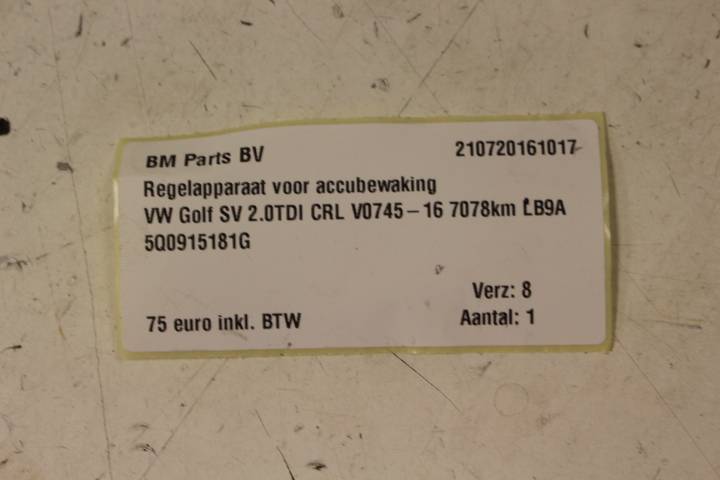 BM Parts BV 210720161017
Regelapparaat voor accubewaking
VW Golf SV 2.0TDI CRL V0745-16 7078km LB9A
5Q0915181G
Verz: 8
75 euro inkl. BTW Aantal: 1